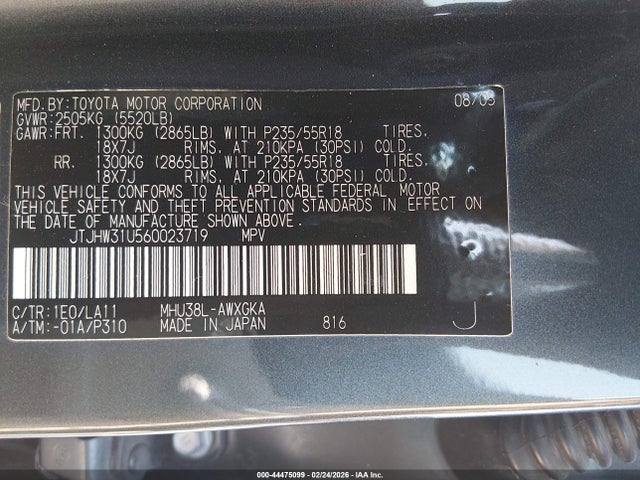 MFD.BY:TOYOTA MOTOR CORPORATION 08/05
GVWR:2505KG (5520LB)
GAWR:FRT. 1300KG (2865LB) WITH P235/55R18 TIRES.
18X7J RIMS. AT 210KPA (30PSI) COLD.
RR. 1300KG (2865LB) WITH P235/55R18 TIRES.
18X7J RIMS. AT 210KPA (30PSI) COLD.
THIS VEHICLE CONFORMS TO ALL APPLICABLE FEDERAL MOTOR
VEHICLE SAFETY AND THEFT PREVENTION STANDARDS IN EFFECT ON
THE DATE OF MANUFACTURE SHOWN ABOVE.
JTJHW31U560023719 MPV
C/TR:1E0/LA11 MHU38L-AWXGKA
A/TM:-01A/P310 MADE IN JAPAN 816 J
000-44475099 - 02/24/2026 - IAA Inc.